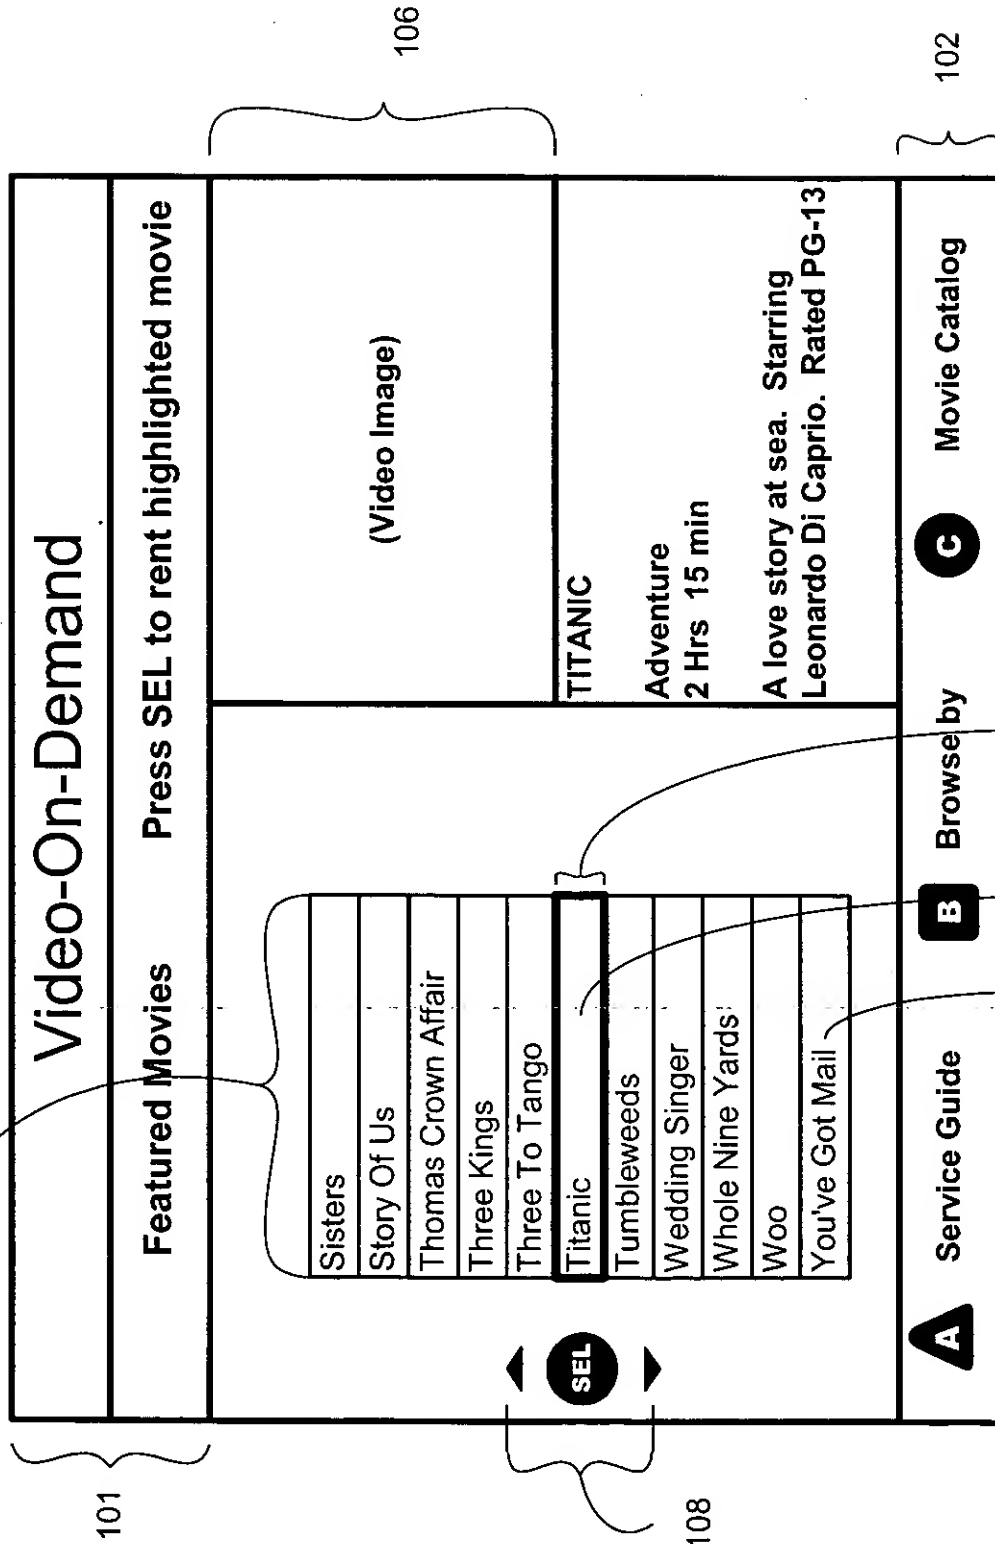 Video-On-Demand
Featured Movies Press SEL to rent highlighted movie
Sisters
Story Of Us
Thomas Crown Affair
Three Kings
Three To Tango
Titanic
Tumbleweeds
Wedding Singer
Whole Nine Yards
Woo
You've Got Mail
SEL
(Video Image)
TITANIC
Adventure
2 Hrs 15 min
A love story at sea. Starring
Leonardo Di Caprio. Rated PG-13
A Service Guide B Browse by C Movie Catalog
101
108
106
102